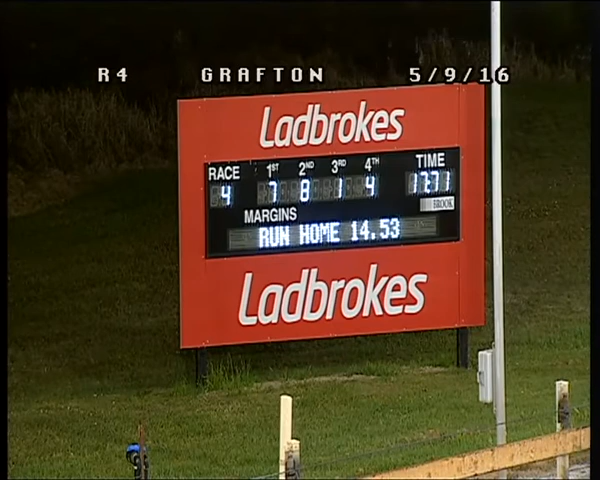 R4 GRAFTON 5/9/16
Ladbrokes
RACE 1ST 2ND 3RD 4TH TIME
4 7 8 1 4 17.71
BROOK
MARGINS
RUN HOME 14.53
Ladbrokes